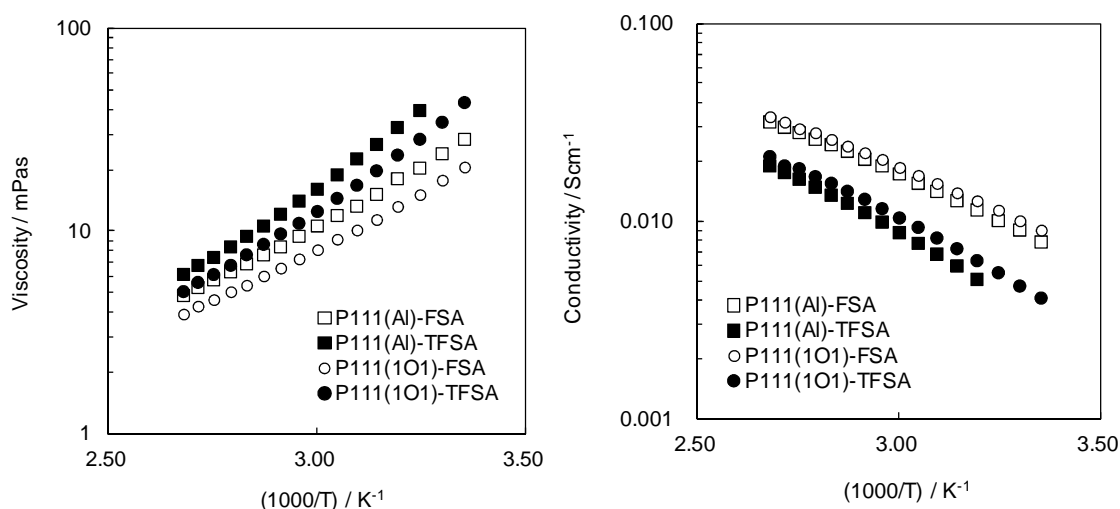 100
10
1
2.50
3.00
3.50
Viscosity / mPas
(1000/T) / K⁻¹
P111(Al)-FSA
P111(Al)-TFSA
P111(1O1)-FSA
P111(1O1)-TFSA
0.100
0.010
0.001
2.50
3.00
3.50
Conductivity / Scm⁻¹
(1000/T) / K⁻¹
P111(Al)-FSA
P111(Al)-TFSA
P111(1O1)-FSA
P111(1O1)-TFSA